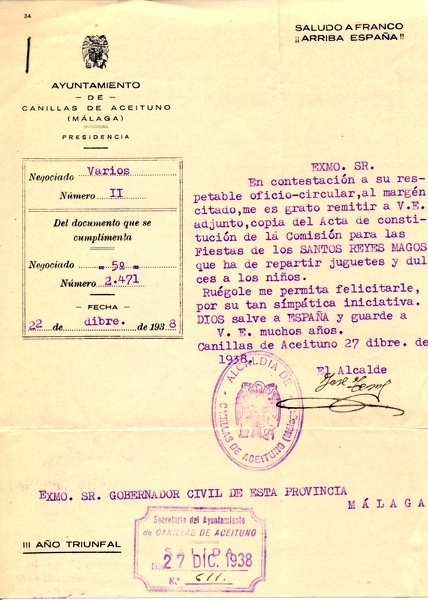 34
SALUDO A FRANCO
¡¡ARRIBA ESPAÑA!!
AYUNTAMIENTO
— DE —
CANILLAS DE ACEITUNO
(MÁLAGA)
PRESIDENCIA
Negociado Varios
Número II
Del documento que se
cumplimenta
Negociado = 5º =
Número 2.471
— FECHA —
22 de dibre. de 1938
EXMO. SR.
En contestación a su res-
petable oficio-circular, al margén
citado, me es grato remitir a V.E.
adjunto, copia del Acta de consti-
tución de la Comisión para las
Fiestas de los SANTOS REYES MAGOS
que ha de repartir juguetes y dul
ces a los niños.
Ruégole me permita felicitarle,
por su tan simpática iniciativa.
DIOS salve a ESPAÑA y guarde a
V. E. muchos años.
Canillas de Aceituno 27 dibre. de
1938.
El Alcalde
ALCALDIA DE
CANILLAS DE ACEITUNO (Málaga)
EXMO. SR. GOBERNADOR CIVIL DE ESTA PROVINCIA
MÁLAGA
III AÑO TRIUNFAL
Secretaría del Ayuntamiento
de CANILLAS DE ACEITUNO
SALIDA
DE 27 DIC. 1938
N.º 611.